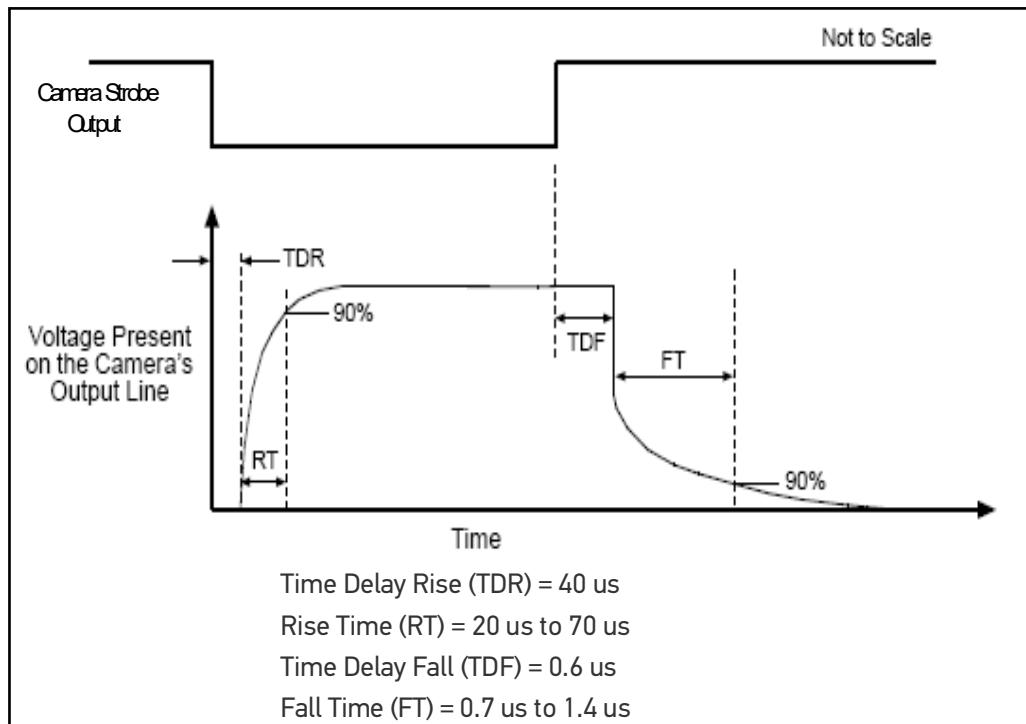 Not to Scale
Camera Strobe
Output
TDR
90%
Voltage Present
on the Camera's
Output Line
TDF
FT
RT
90%
Time
Time Delay Rise (TDR) = 40 us
Rise Time (RT) = 20 us to 70 us
Time Delay Fall (TDF) = 0.6 us
Fall Time (FT) = 0.7 us to 1.4 us